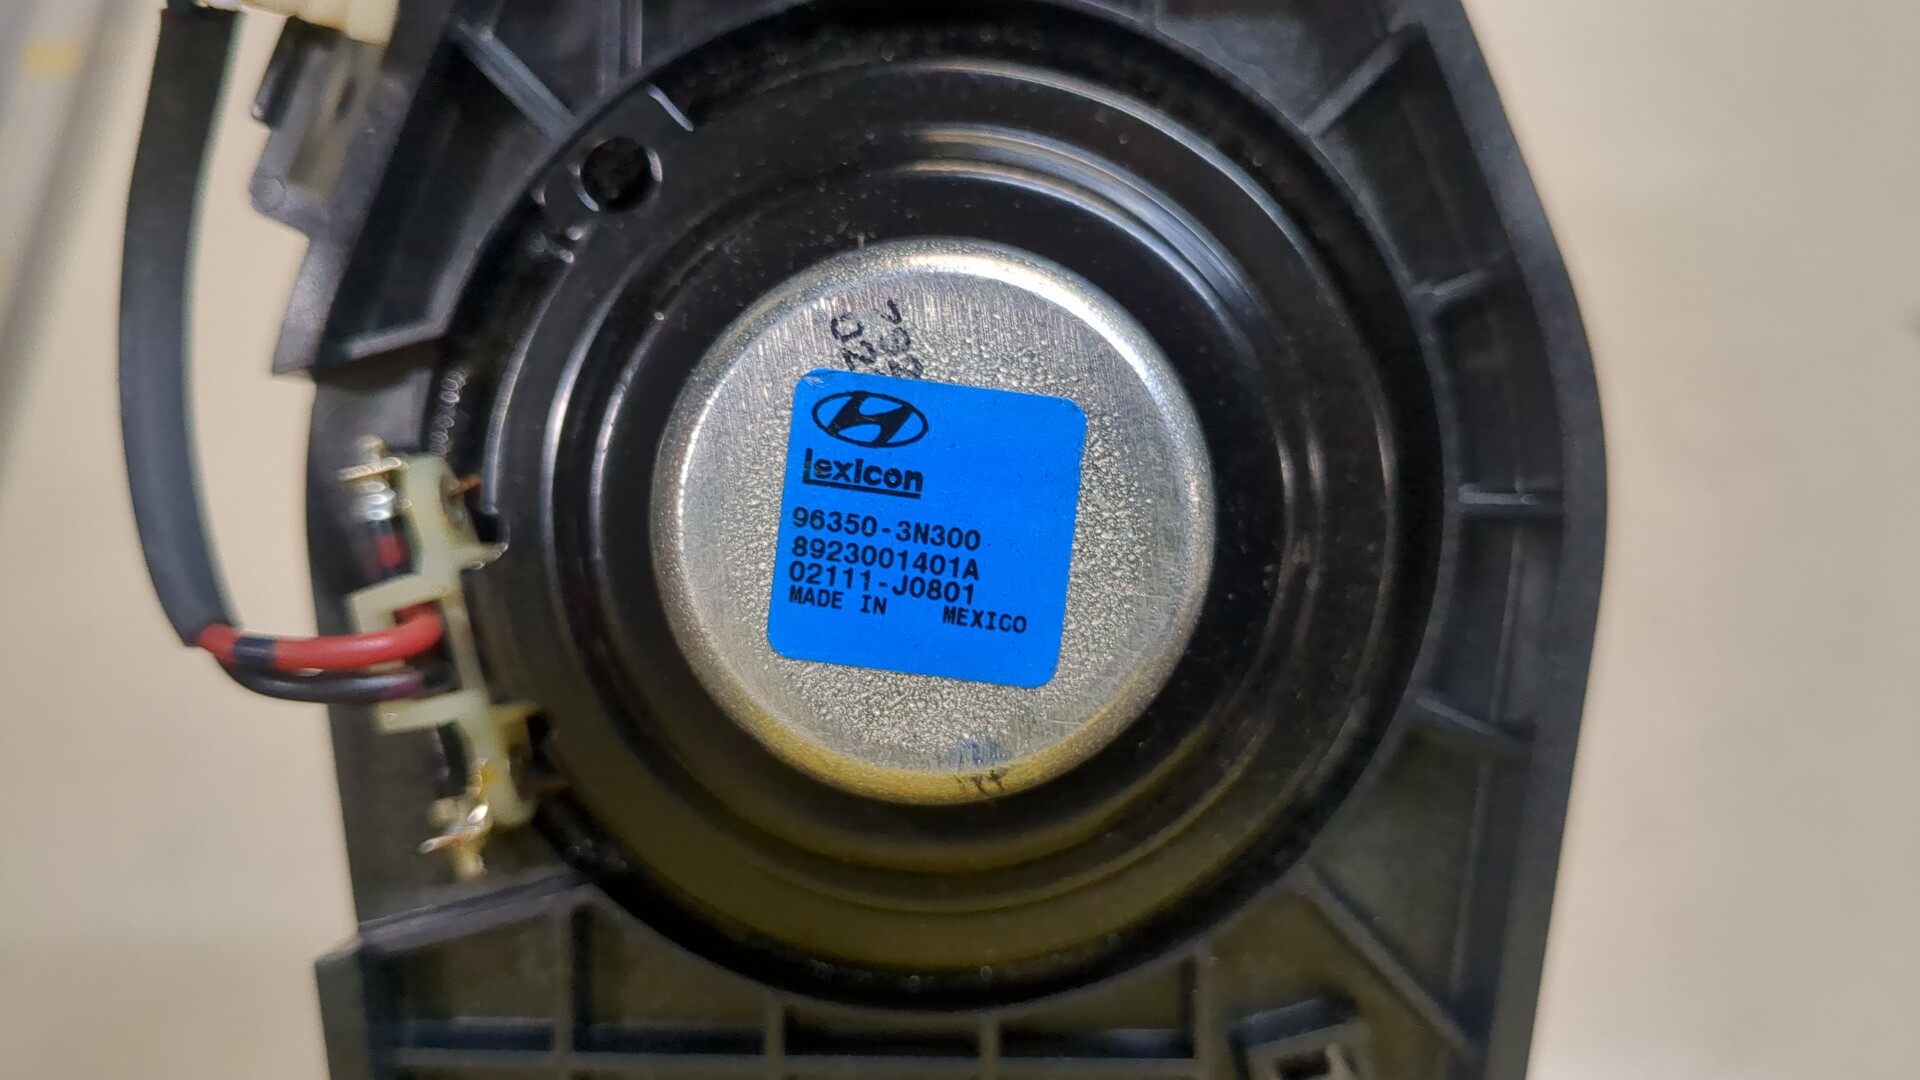 lexicon
96350-3N300
8923001401A
02111-J0801
MADE IN MEXICO